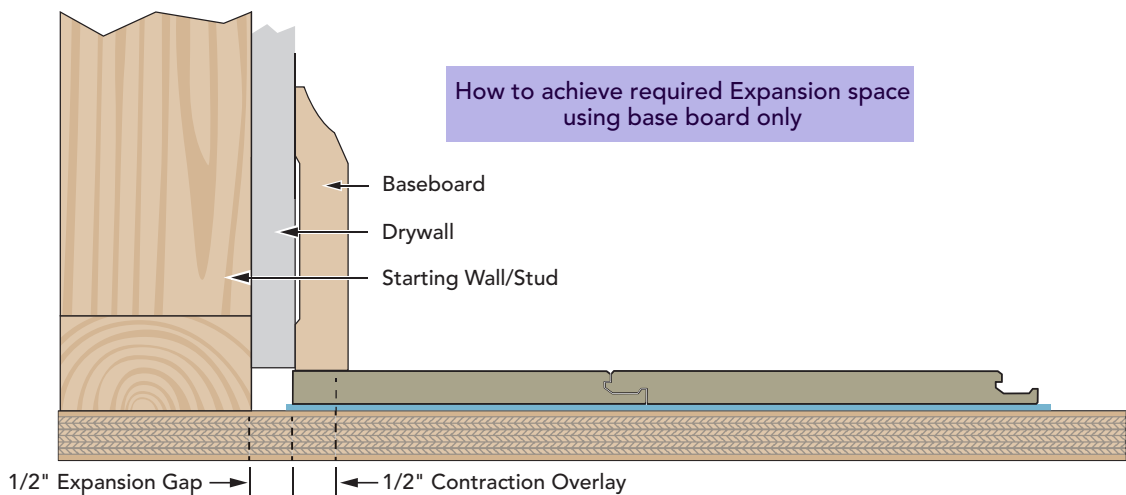 How to achieve required Expansion space
using base board only
Baseboard
Drywall
Starting Wall/Stud
1/2" Expansion Gap
1/2" Contraction Overlay